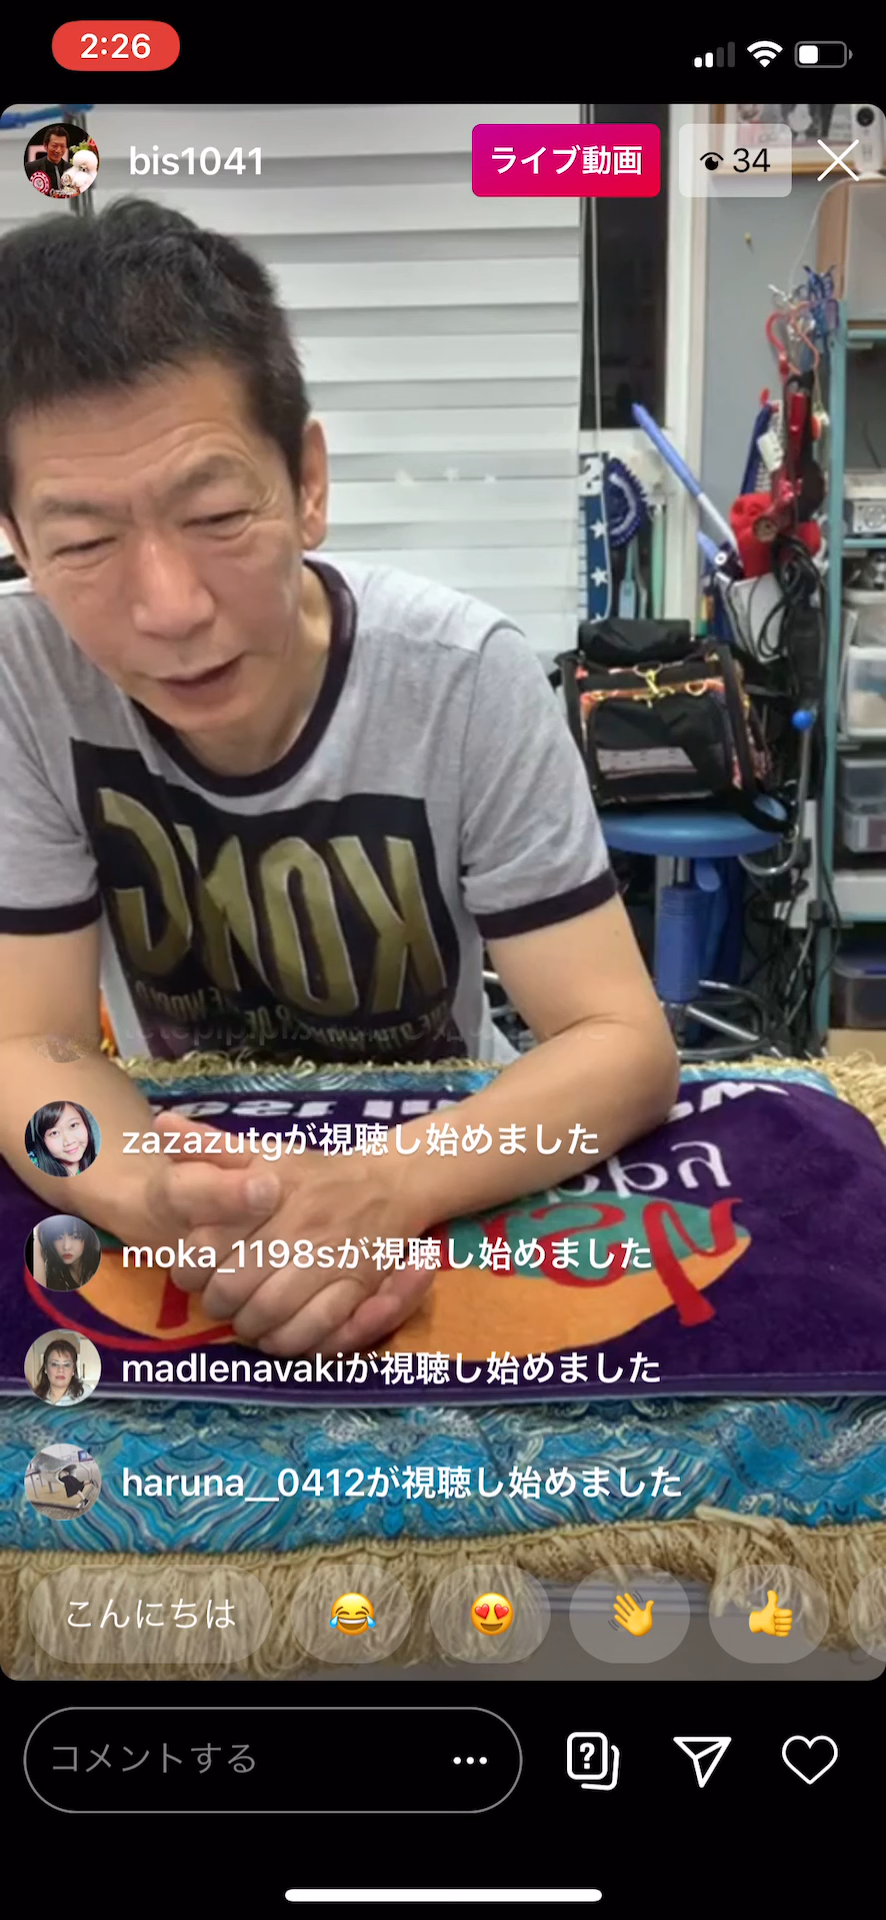 2:26
bis1041
ライブ動画
34
KONG
zazazutgが視聴し始めました
moka_1198sが視聴し始めました
madlenavakiが視聴し始めました
haruna__0412が視聴し始めました
こんにちは
コメントする